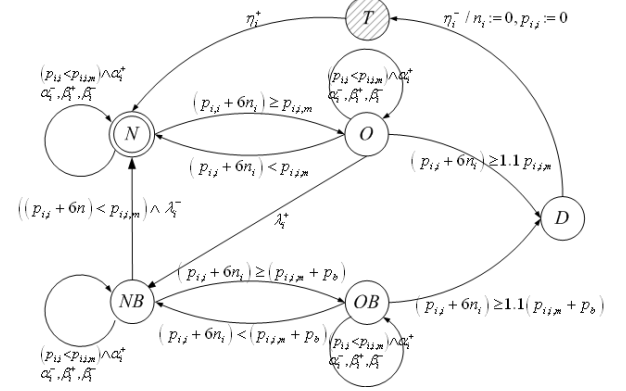 T
η_i^+
η_i^- / n_i := 0, p_{i,j} := 0
(p_{i,j} < p_{i,j,m}) ∧ α_i^+
α_i^-, β_i^+, β_i^-
(p_{i,j} < p_{i,j,m}) ∧ α_i^+
α_i^-, β_i^+, β_i^-
(p_{i,j} + 6n_i) ≥ p_{i,j,m}
N
O
(p_{i,j} + 6n_i) < p_{i,j,m}
(p_{i,j} + 6n_i) ≥ 1.1 p_{i,j,m}
((p_{i,j} + 6n) < p_{i,j,m}) ∧ λ_i^-
λ_i^+
D
(p_{i,j} + 6n_i) ≥ (p_{i,j,m} + p_b)
NB
OB
(p_{i,j} + 6n_i) ≥ 1.1 (p_{i,j,m} + p_b)
(p_{i,j} + 6n_i) < (p_{i,j,m} + p_b)
(p_{i,j} < p_{i,j,m}) ∧ α_i^+
α_i^-, β_i^+, β_i^-
(p_{i,j} < p_{i,j,m}) ∧ α_i^+
α_i^-, β_i^+, β_i^-